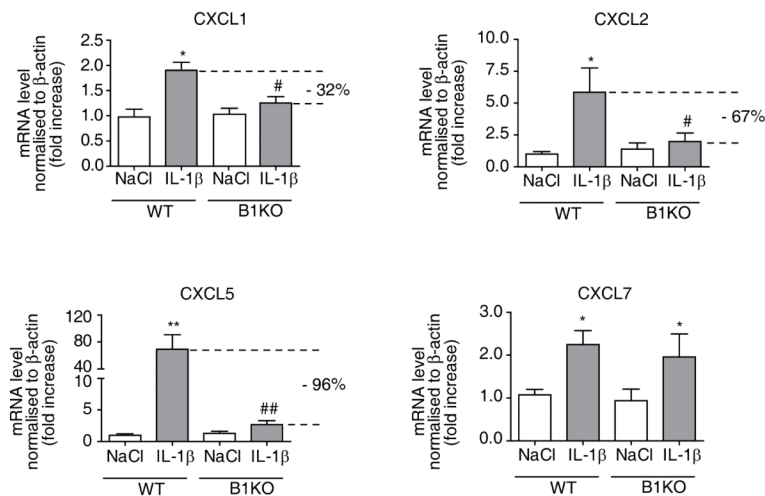 CXCL1
mRNA level
normalised to β-actin
(fold increase)
2.5
2.0
1.5
1.0
0.5
0.0
*
#
- 32%
NaCl IL-1β NaCl IL-1β
WT B1KO
CXCL2
mRNA level
normalised to β-actin
(fold increase)
10.0
7.5
5.0
2.5
0.0
*
#
- 67%
NaCl IL-1β NaCl IL-1β
WT B1KO
CXCL5
mRNA level
normalised to β-actin
(fold increase)
120
80
40
10
5
0
**
##
- 96%
NaCl IL-1β NaCl IL-1β
WT B1KO
CXCL7
mRNA level
normalised to β-actin
(fold increase)
3.0
2.0
1.0
0.0
*
*
NaCl IL-1β NaCl IL-1β
WT B1KO